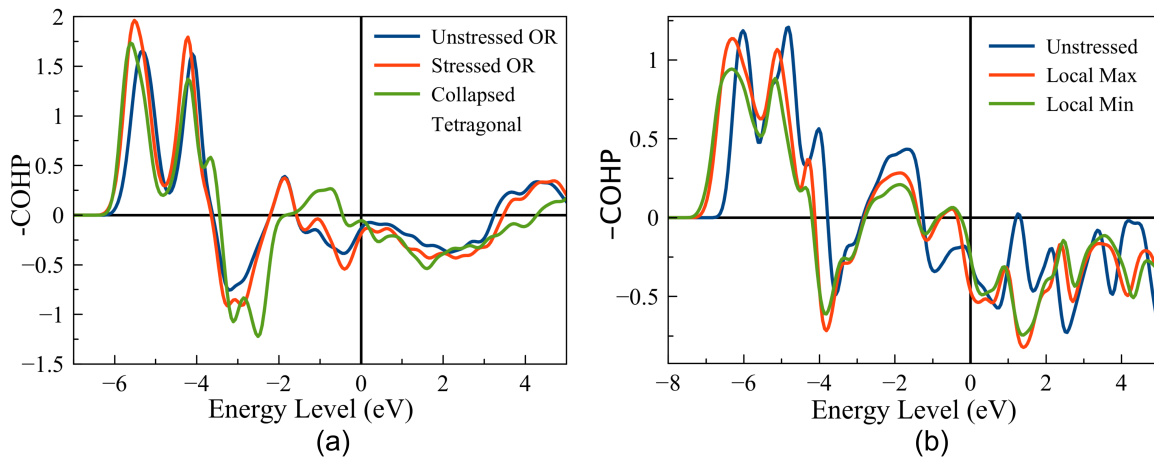 2
1.5
1
0.5
0
−0.5
−1
−1.5
-COHP
−6
−4
−2
0
2
4
Energy Level (eV)
Unstressed OR
Stressed OR
Collapsed
Tetragonal
(a)
1
0.5
0
−0.5
−COHP
−8
−6
−4
−2
0
2
4
Energy Level (eV)
Unstressed
Local Max
Local Min
(b)